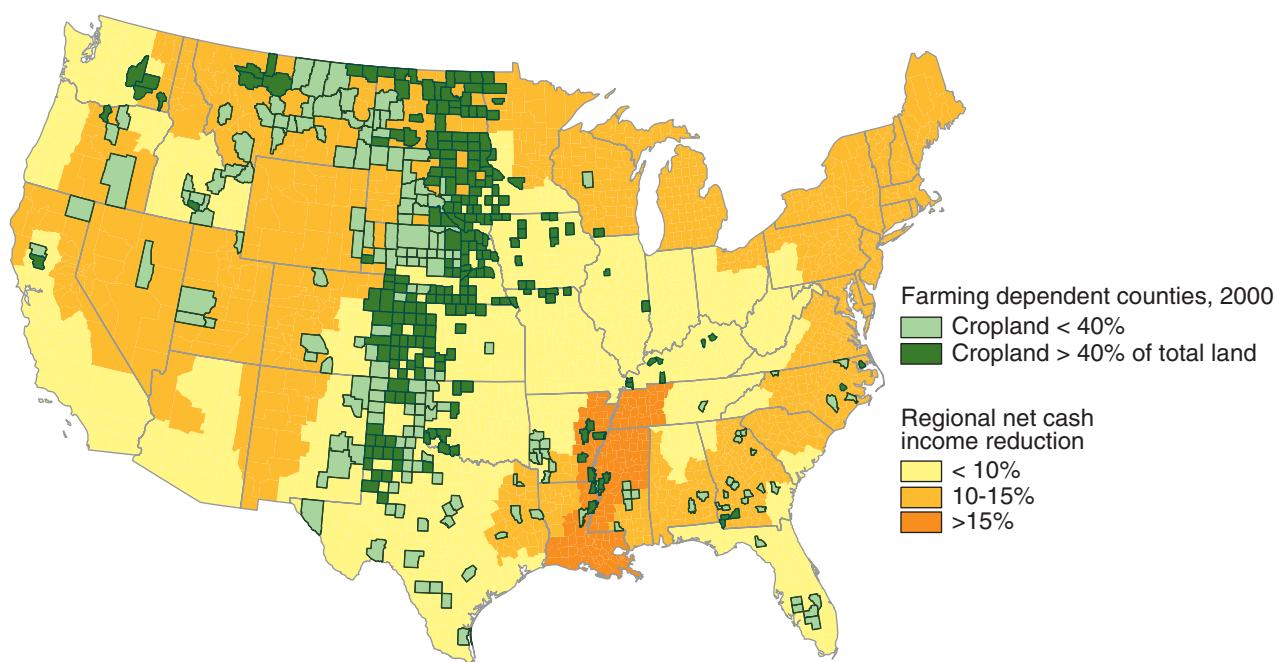 Farming dependent counties, 2000
Cropland < 40%
Cropland > 40% of total land
Regional net cash
income reduction
< 10%
10-15%
>15%